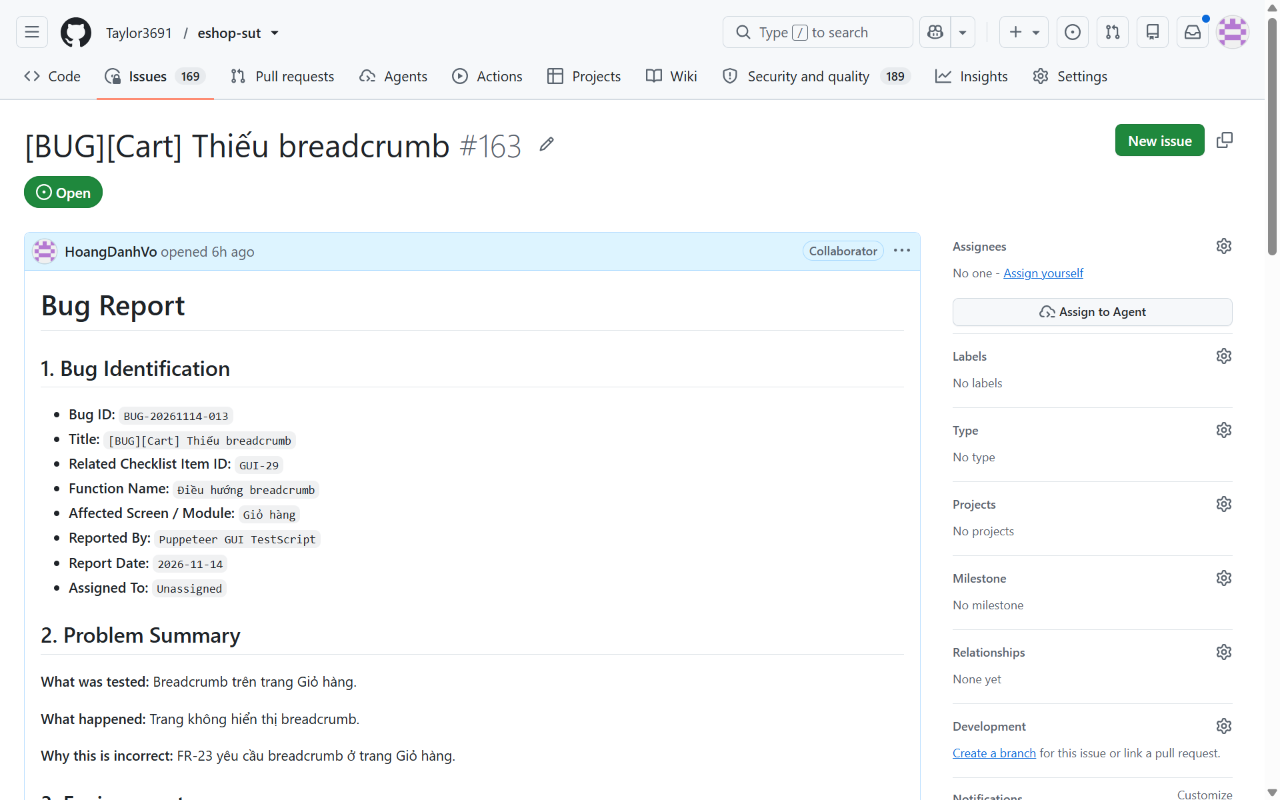 Taylor3691 / eshop-sut
Type / to search
Code
Issues 169
Pull requests
Agents
Actions
Projects
Wiki
Security and quality 189
Insights
Settings
[BUG][Cart] Thiếu breadcrumb #163
New issue
Open
HoangDanhVo opened 6h ago
Collaborator
Bug Report
1. Bug Identification
Bug ID: BUG-20261114-013
Title: [BUG][Cart] Thiếu breadcrumb
Related Checklist Item ID: GUI-29
Function Name: Điều hướng breadcrumb
Affected Screen / Module: Giỏ hàng
Reported By: Puppeteer GUI TestScript
Report Date: 2026-11-14
Assigned To: Unassigned
2. Problem Summary
What was tested: Breadcrumb trên trang Giỏ hàng.
What happened: Trang không hiển thị breadcrumb.
Why this is incorrect: FR-23 yêu cầu breadcrumb ở trang Giỏ hàng.
Assignees
No one - Assign yourself
Assign to Agent
Labels
No labels
Type
No type
Projects
No projects
Milestone
No milestone
Relationships
None yet
Development
Create a branch for this issue or link a pull request.
Notifications
Customize